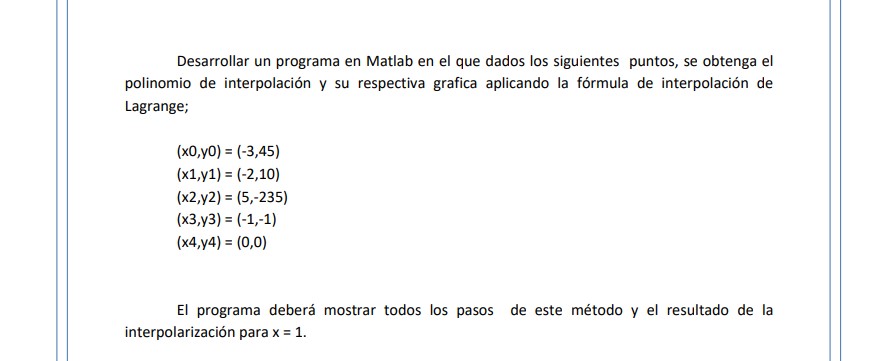 Desarrollar un programa en Matlab en el que dados los siguientes puntos, se obtenga el
polinomio de interpolación y su respectiva grafica aplicando la fórmula de interpolación de
Lagrange;
(x0,y0) = (-3,45)
(x1,y1) = (-2,10)
(x2,y2) = (5,-235)
(x3,y3) = (-1,-1)
(x4,y4) = (0,0)
El programa deberá mostrar todos los pasos de este método y el resultado de la
interpolarización para x = 1.